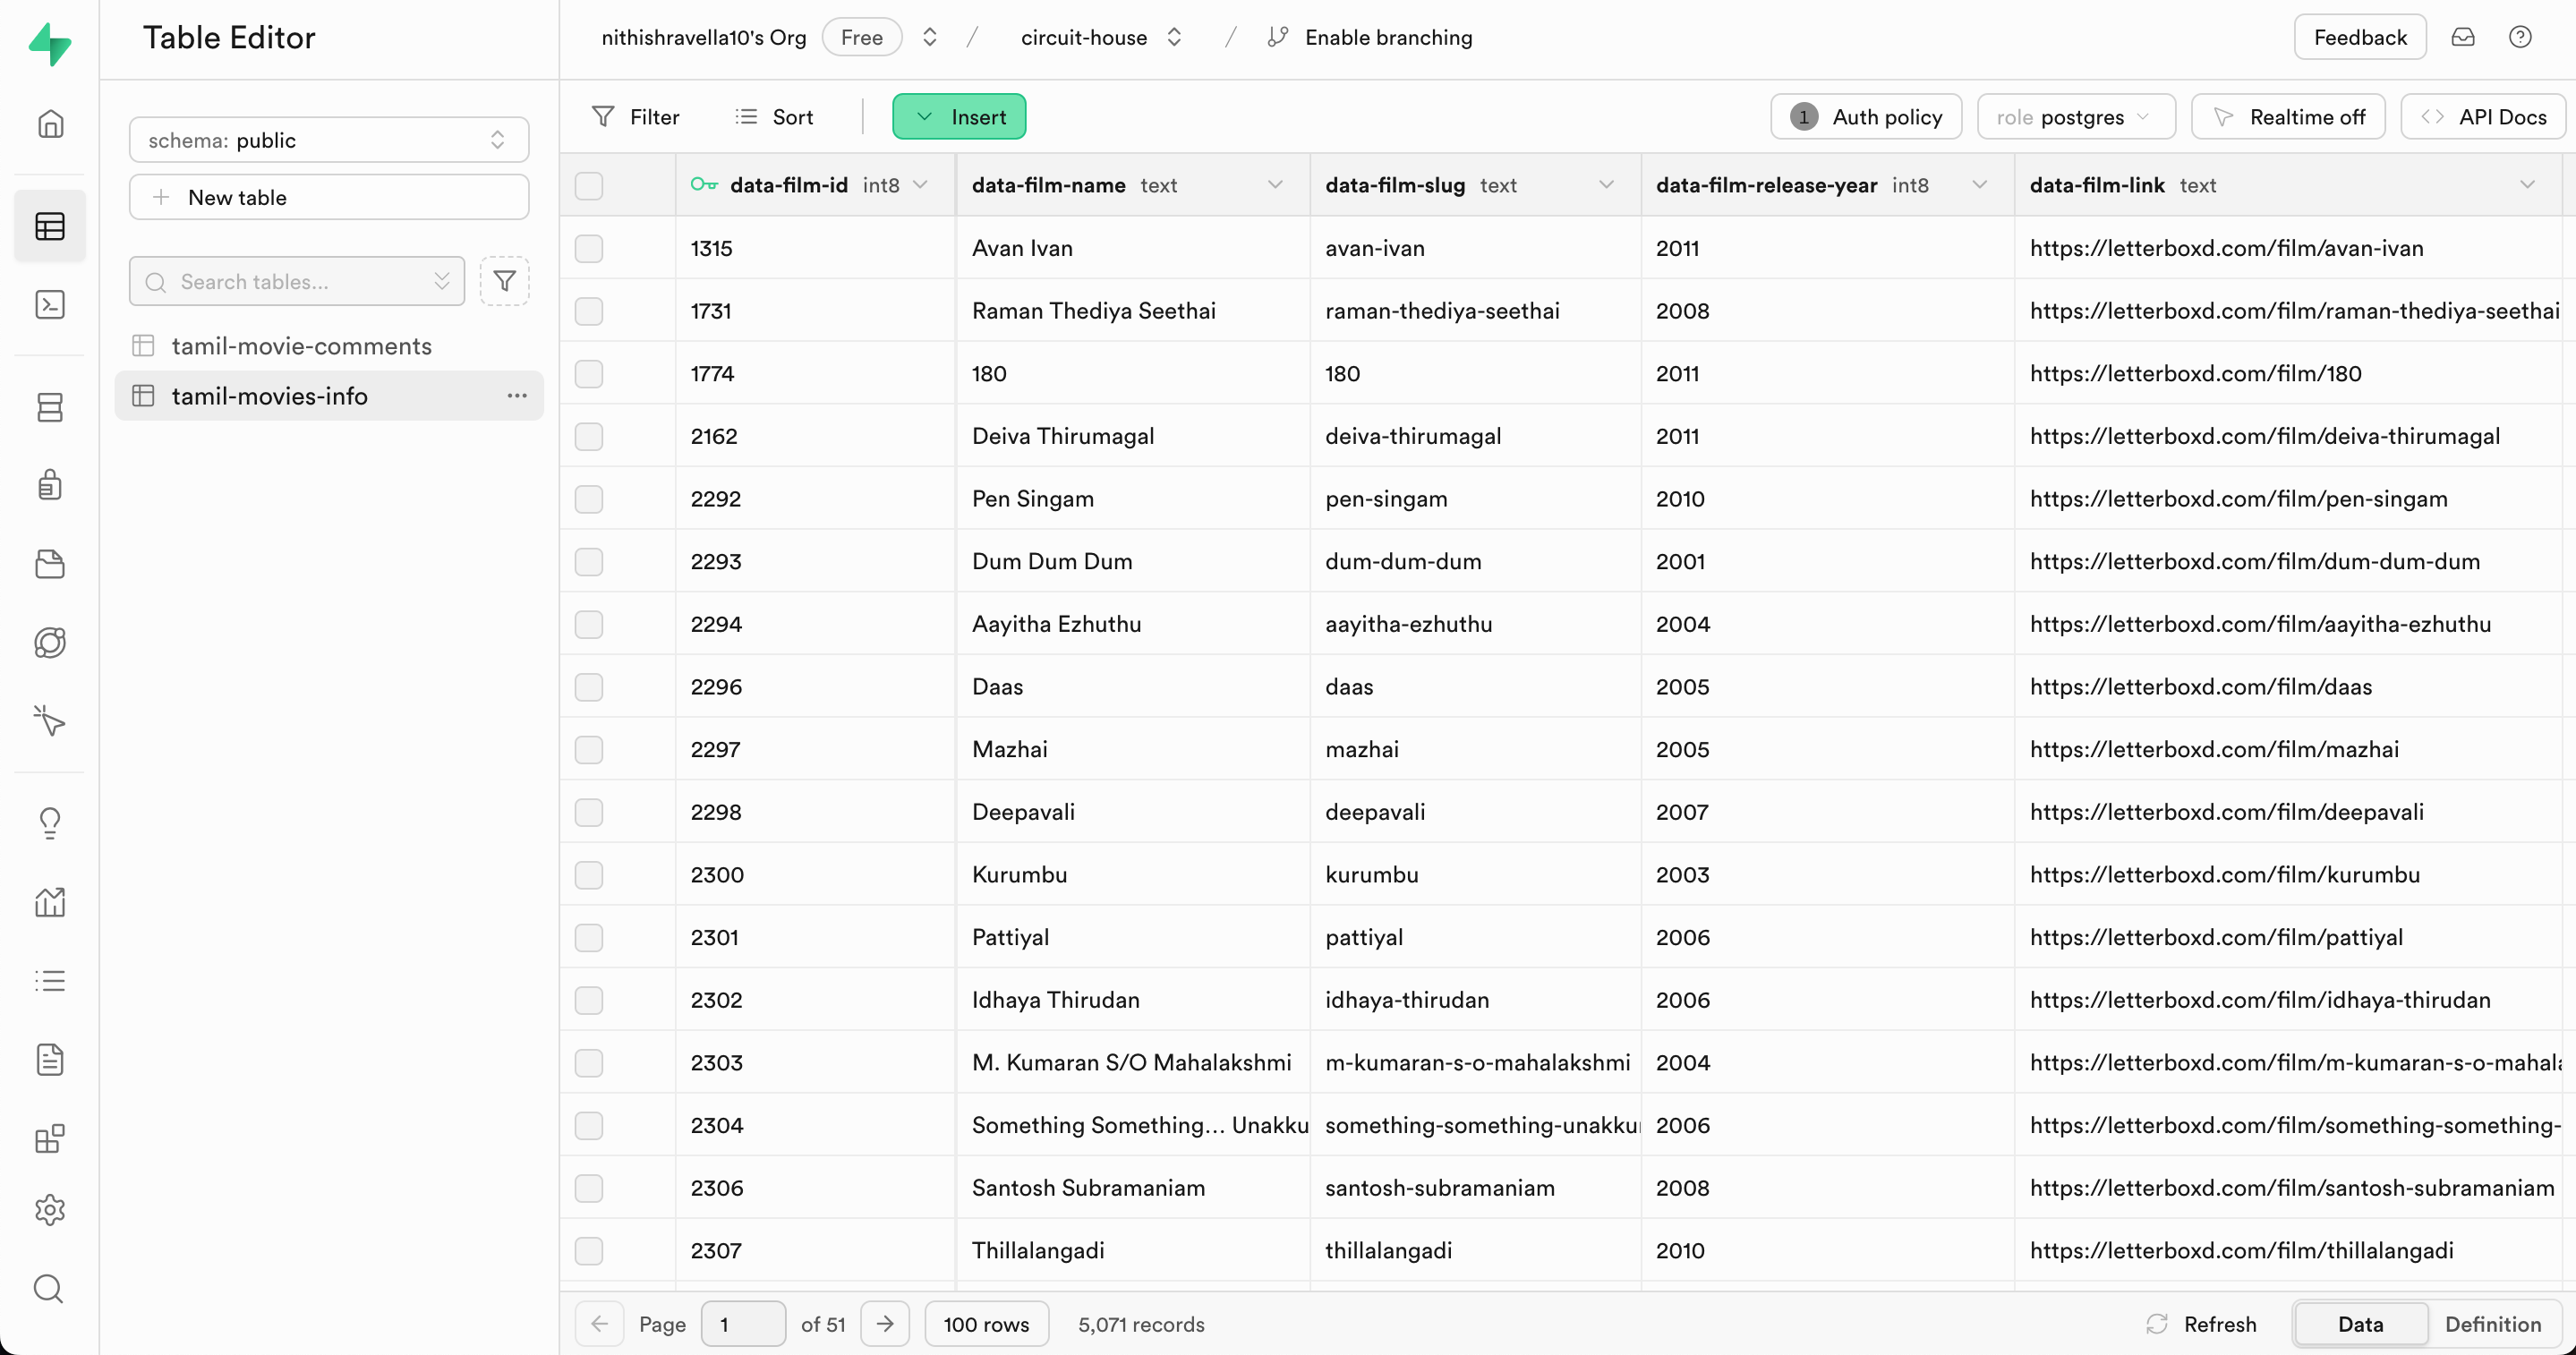 Table Editor
nithishravella10's Org Free / circuit-house / Enable branching
Feedback
schema: public
New table
Search tables...
tamil-movie-comments
tamil-movies-info
Filter Sort Insert
1 Auth policy role postgres Realtime off API Docs
data-film-id int8 data-film-name text data-film-slug text data-film-release-year int8 data-film-link text
1315 Avan Ivan avan-ivan 2011 https://letterboxd.com/film/avan-ivan
1731 Raman Thediya Seethai raman-thediya-seethai 2008 https://letterboxd.com/film/raman-thediya-seethai
1774 180 180 2011 https://letterboxd.com/film/180
2162 Deiva Thirumagal deiva-thirumagal 2011 https://letterboxd.com/film/deiva-thirumagal
2292 Pen Singam pen-singam 2010 https://letterboxd.com/film/pen-singam
2293 Dum Dum Dum dum-dum-dum 2001 https://letterboxd.com/film/dum-dum-dum
2294 Aayitha Ezhuthu aayitha-ezhuthu 2004 https://letterboxd.com/film/aayitha-ezhuthu
2296 Daas daas 2005 https://letterboxd.com/film/daas
2297 Mazhai mazhai 2005 https://letterboxd.com/film/mazhai
2298 Deepavali deepavali 2007 https://letterboxd.com/film/deepavali
2300 Kurumbu kurumbu 2003 https://letterboxd.com/film/kurumbu
2301 Pattiyal pattiyal 2006 https://letterboxd.com/film/pattiyal
2302 Idhaya Thirudan idhaya-thirudan 2006 https://letterboxd.com/film/idhaya-thirudan
2303 M. Kumaran S/O Mahalakshmi m-kumaran-s-o-mahalakshmi 2004 https://letterboxd.com/film/m-kumaran-s-o-mahala
2304 Something Something... Unakku something-something-unakku 2006 https://letterboxd.com/film/something-something-
2306 Santosh Subramaniam santosh-subramaniam 2008 https://letterboxd.com/film/santosh-subramaniam
2307 Thillalangadi thillalangadi 2010 https://letterboxd.com/film/thillalangadi
Page 1 of 51 100 rows 5,071 records Refresh Data Definition